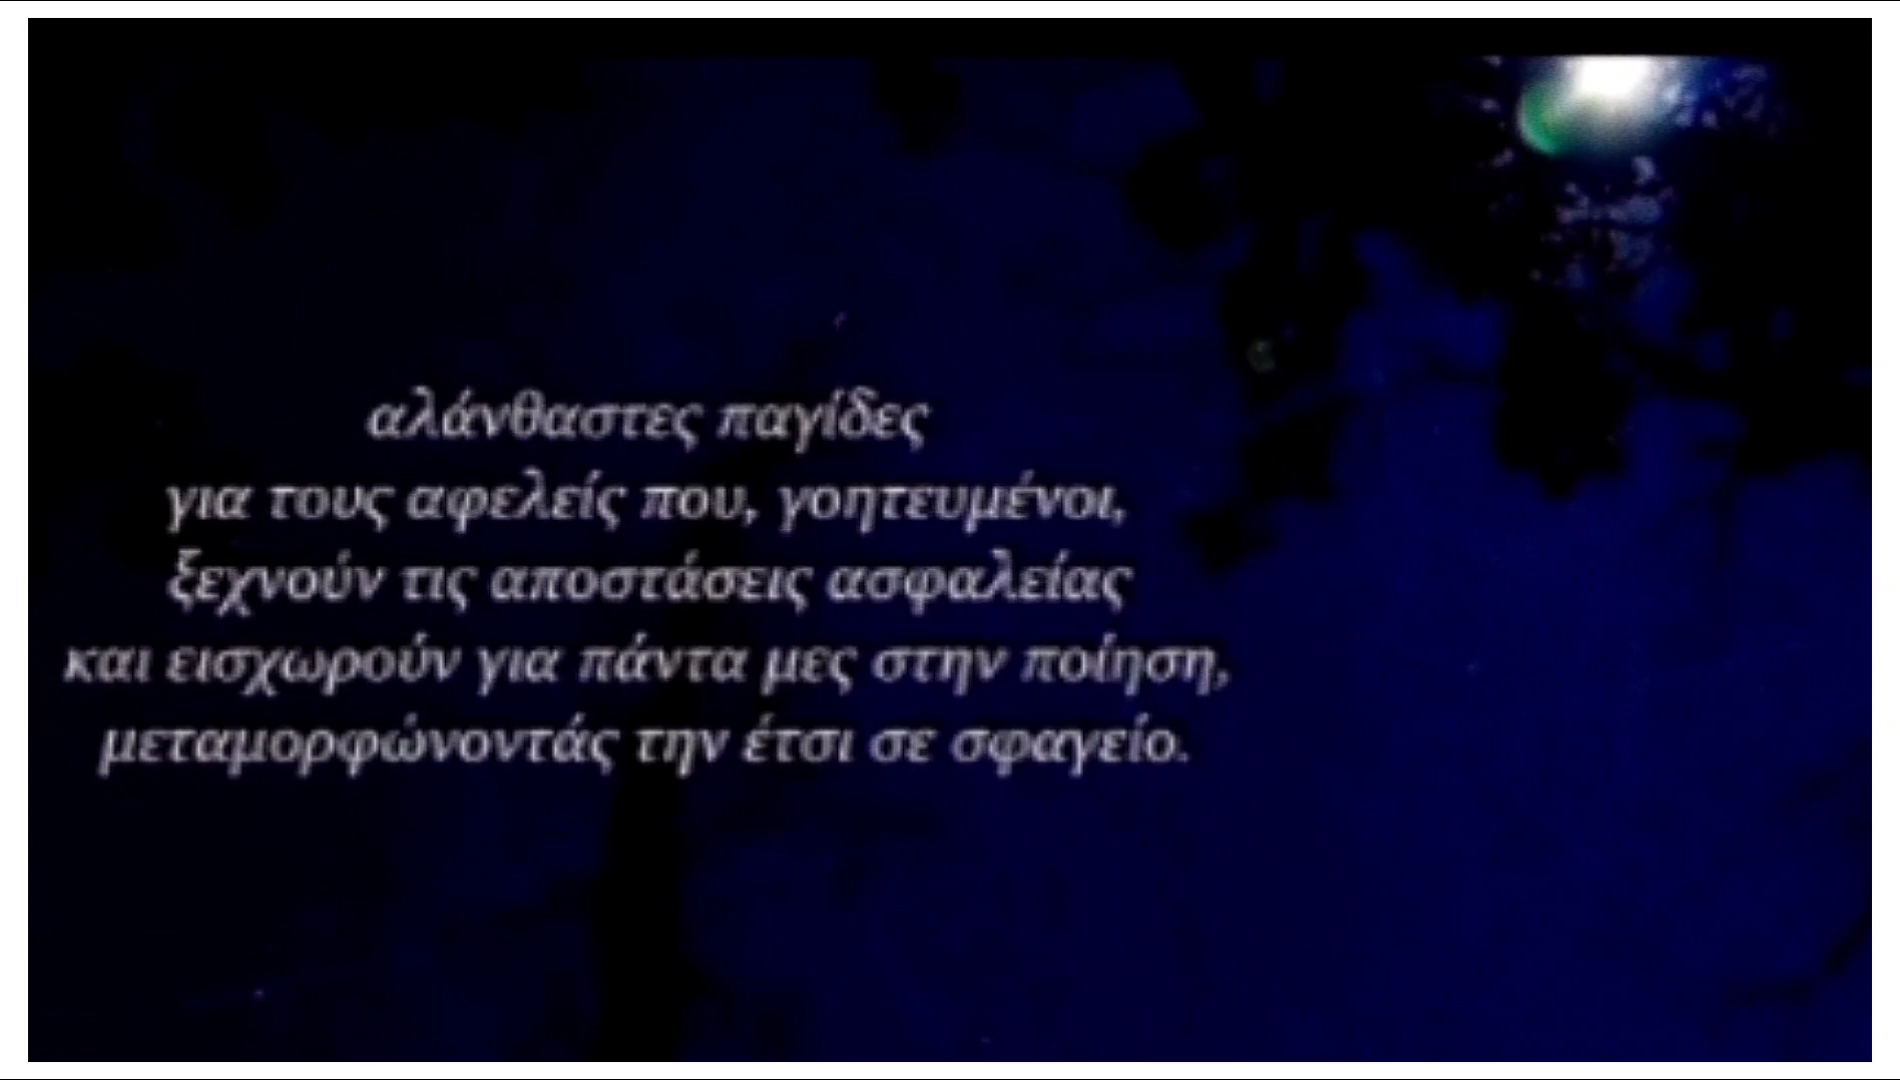 αλάνθαστες παγίδες
για τους αφελείς που, γοητευμένοι,
ξεχνούν τις αποστάσεις ασφαλείας
και εισχωρούν για πάντα μες στην ποίηση,
μεταμορφώνοντάς την έτσι σε σφαγείο.